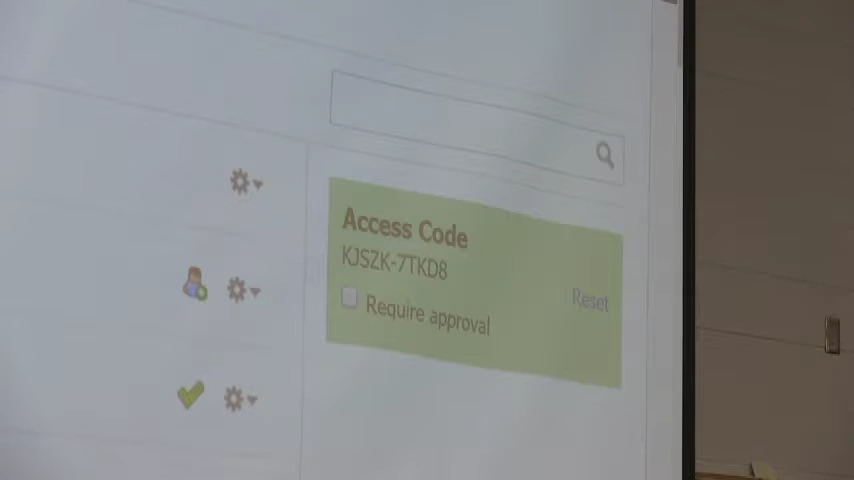 Access Code
KJSZK-7TKD8
Require approval
Reset